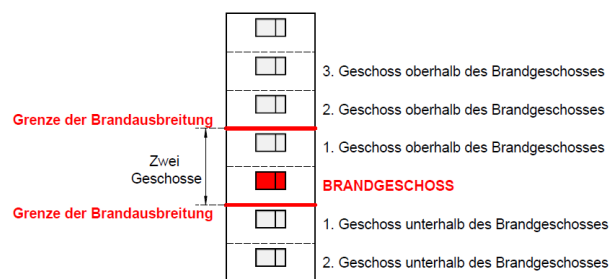 3. Geschoss oberhalb des Brandgeschosses
2. Geschoss oberhalb des Brandgeschosses
Grenze der Brandausbreitung
1. Geschoss oberhalb des Brandgeschosses
Zwei
Geschosse
BRANDGESCHOSS
Grenze der Brandausbreitung
1. Geschoss unterhalb des Brandgeschosses
2. Geschoss unterhalb des Brandgeschosses